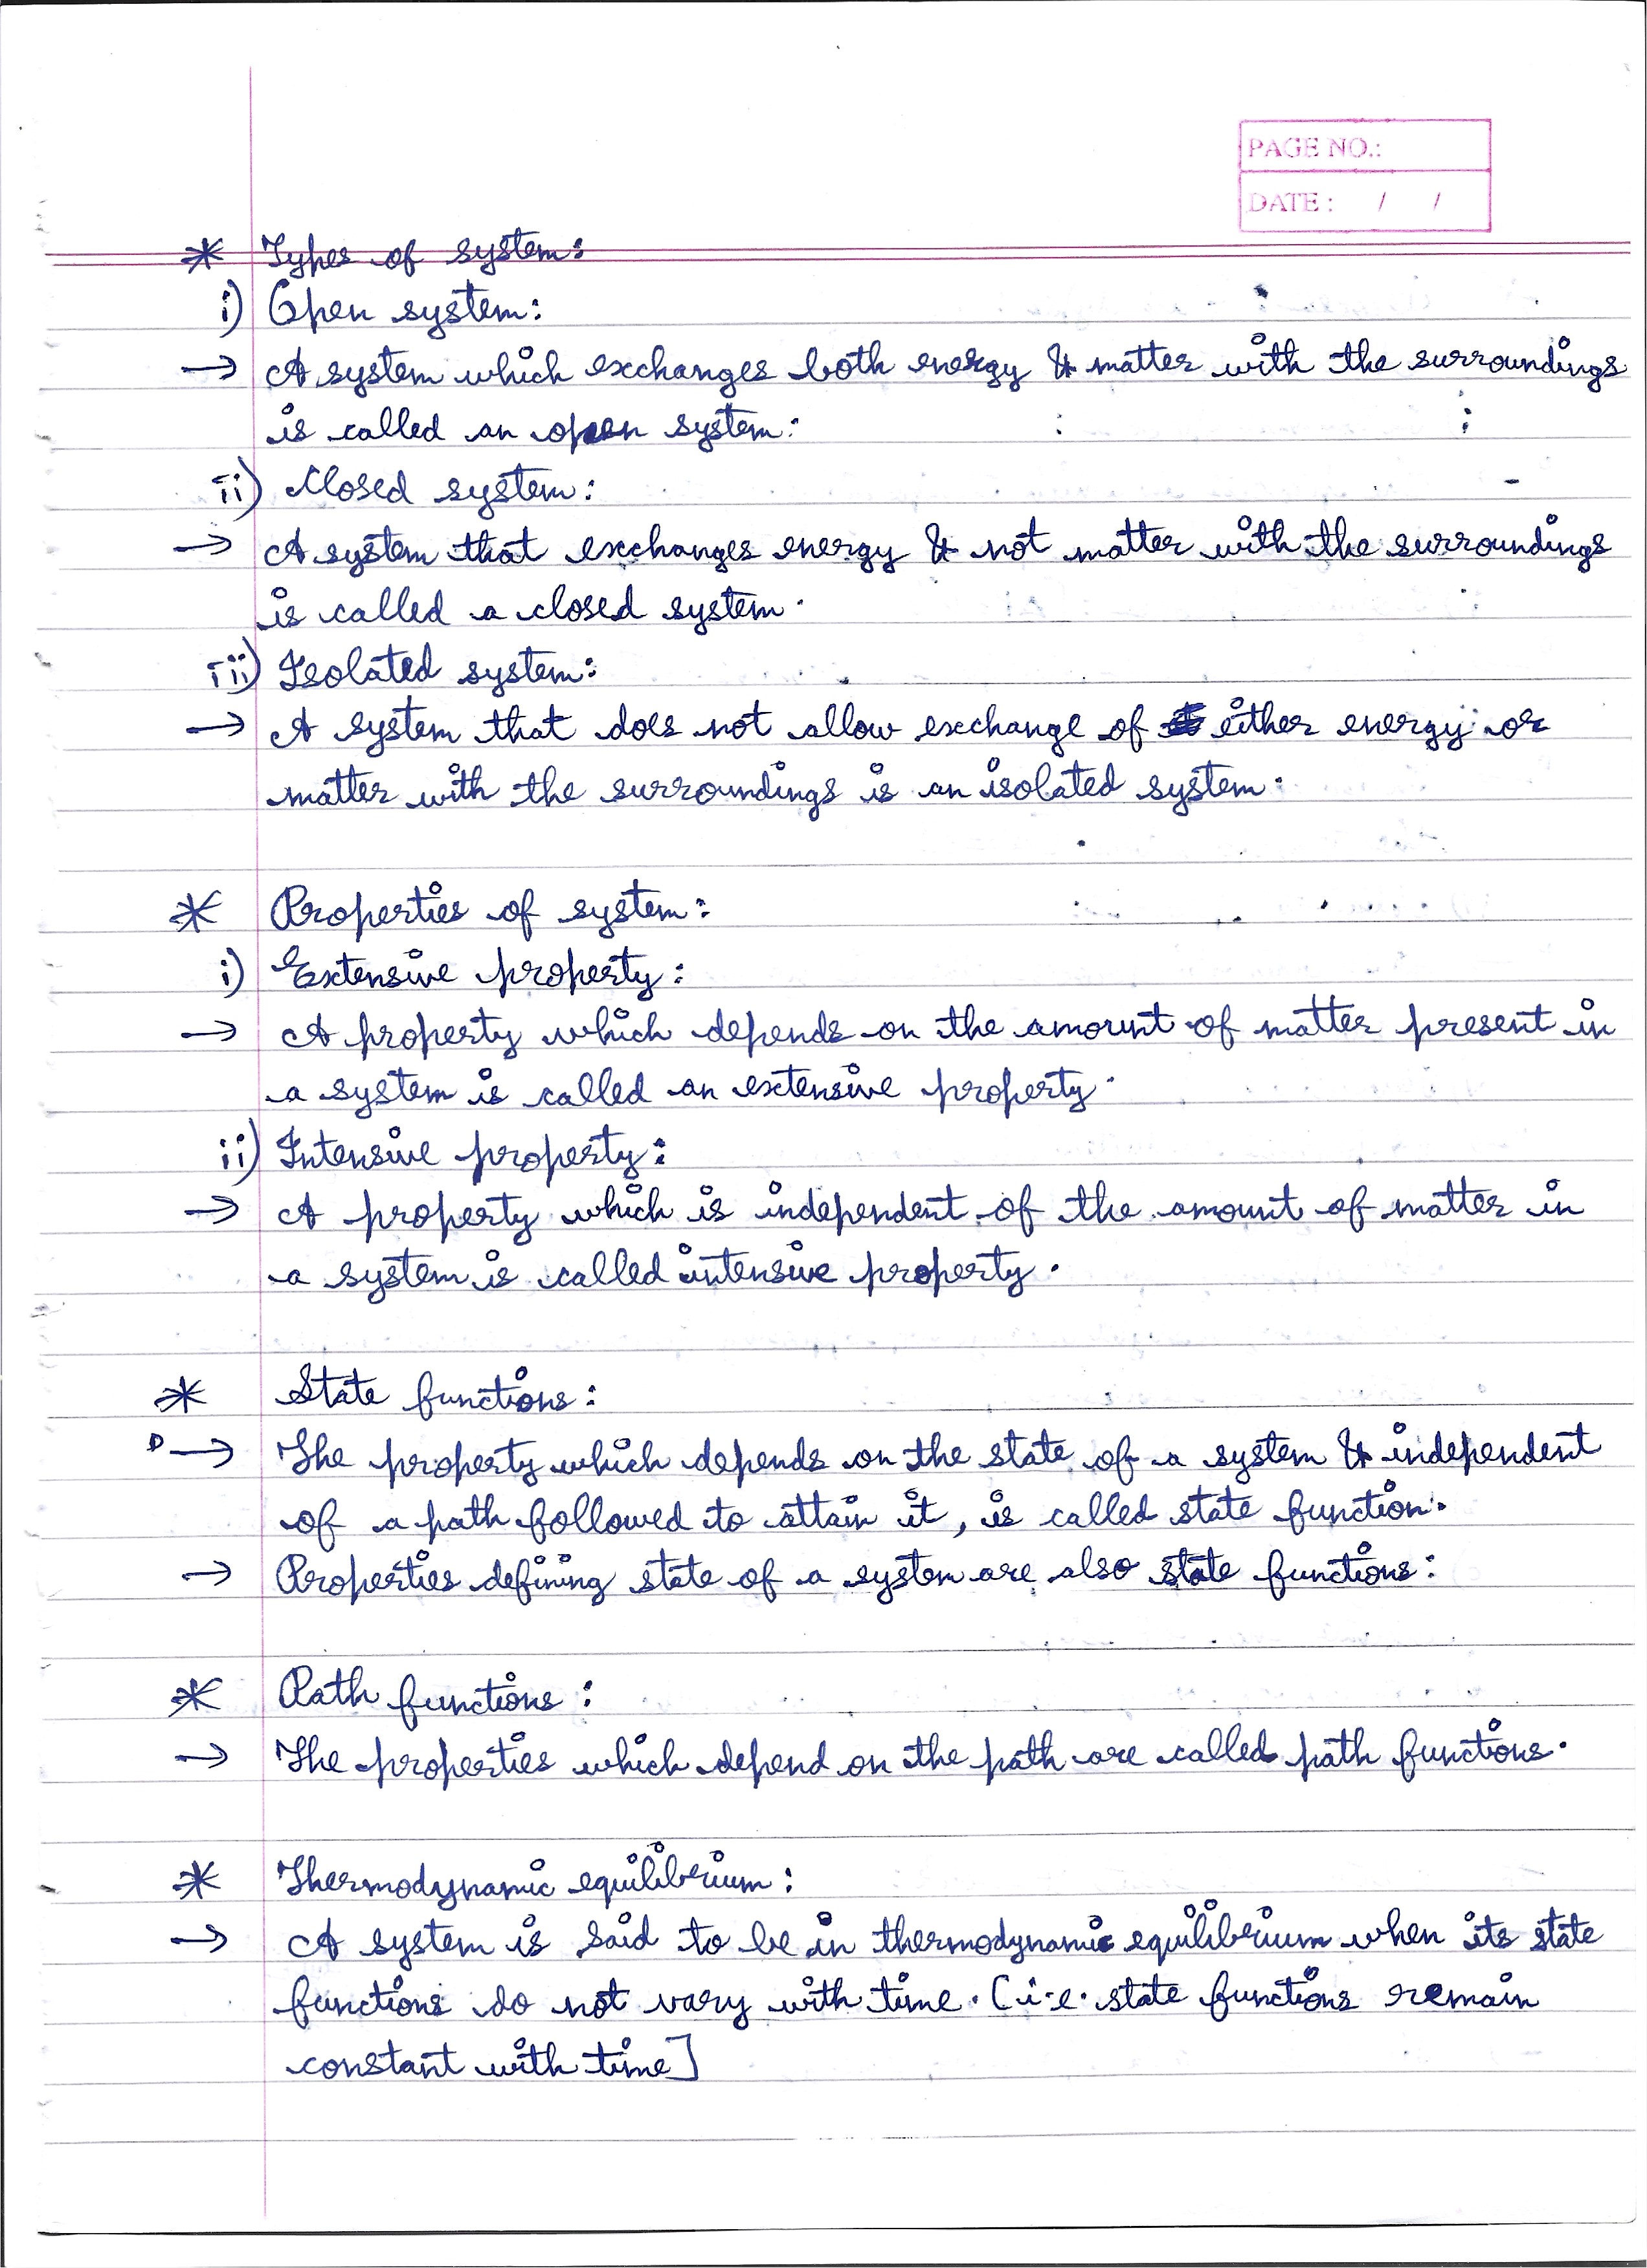 PAGE NO.:
DATE : / /
* Types of system:
i) Open system:
→ A system which exchanges both energy & matter with the surroundings
is called an open system.
ii) Closed system:
→ A system that exchanges energy & not matter with the surroundings
is called a closed system.
iii) Isolated system:
→ A system that does not allow exchange of either energy or
matter with the surroundings is an isolated system.
* Properties of system:
i) Extensive property:
→ A property which depends on the amount of matter present in
a system is called an extensive property.
ii) Intensive property:
→ A property which is independent of the amount of matter in
a system is called intensive property.
* State functions:
→ The property which depends on the state of a system & independent
of a path followed to attain it, is called state function.
→ Properties defining state of a system are also state functions:
* Path functions:
→ The properties which depend on the path are called path functions.
* Thermodynamic equilibrium:
→ A system is said to be in thermodynamic equilibrium when its state
functions do not vary with time. [i.e. state functions remain
constant with time]